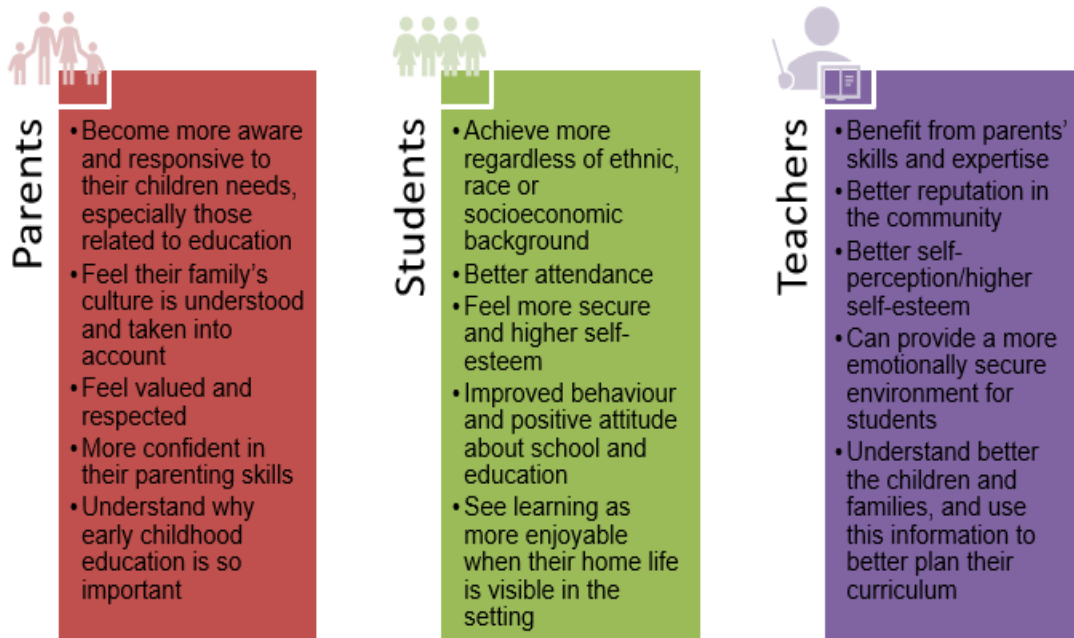 Parents
• Become more aware
and responsive to
their children needs,
especially those
related to education
• Feel their family’s
culture is understood
and taken into
account
• Feel valued and
respected
• More confident in
their parenting skills
• Understand why
early childhood
education is so
important
Students
• Achieve more
regardless of ethnic,
race or
socioeconomic
background
• Better attendance
• Feel more secure
and higher self-
esteem
• Improved behaviour
and positive attitude
about school and
education
• See learning as
more enjoyable
when their home life
is visible in the
setting
Teachers
• Benefit from parents’
skills and expertise
• Better reputation in
the community
• Better self-
perception/higher
self-esteem
• Can provide a more
emotionally secure
environment for
students
• Understand better
the children and
families, and use
this information to
better plan their
curriculum